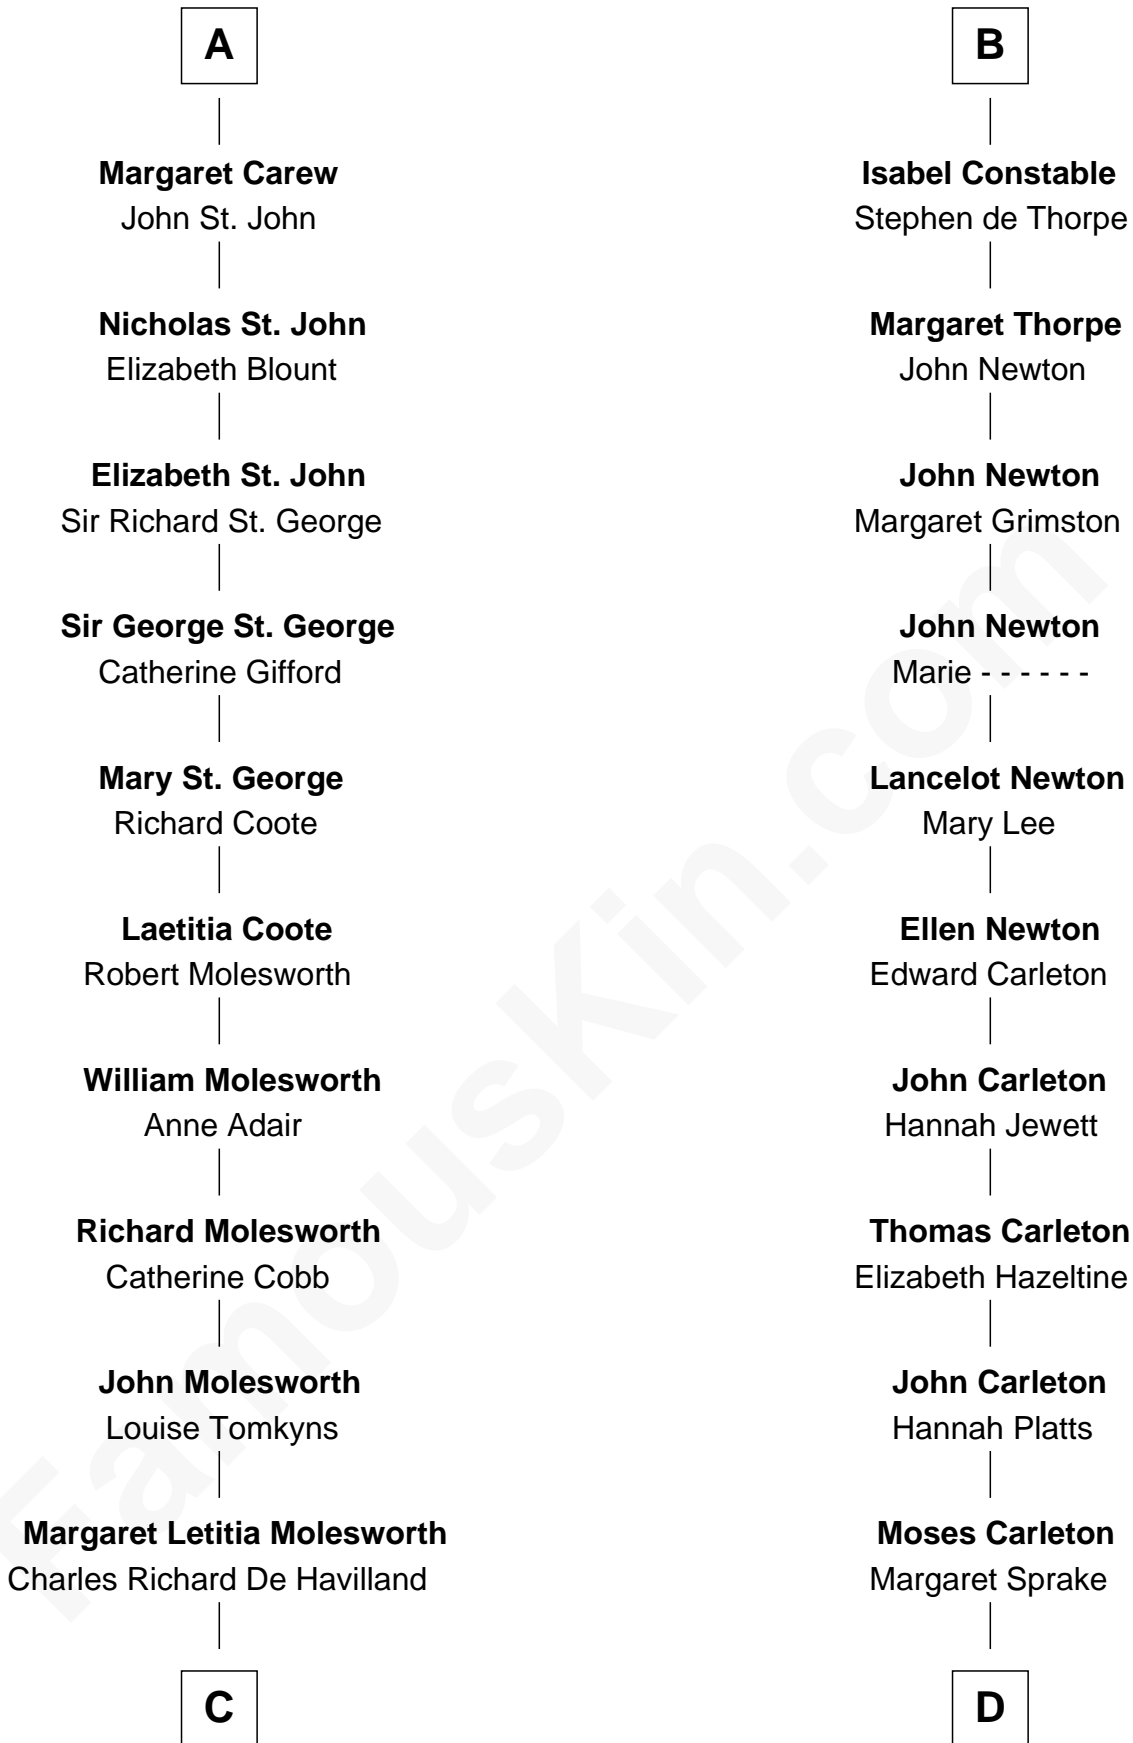 A
Margaret Carew
John St. John
Nicholas St. John
Elizabeth Blount
Elizabeth St. John
Sir Richard St. George
Sir George St. George
Catherine Gifford
Mary St. George
Richard Coote
Laetitia Coote
Robert Molesworth
William Molesworth
Anne Adair
Richard Molesworth
Catherine Cobb
John Molesworth
Louise Tomkyns
Margaret Letitia Molesworth
Charles Richard De Havilland
C
B
Isabel Constable
Stephen de Thorpe
Margaret Thorpe
John Newton
John Newton
Margaret Grimston
John Newton
Marie - - - - - -
Lancelot Newton
Mary Lee
Ellen Newton
Edward Carleton
John Carleton
Hannah Jewett
Thomas Carleton
Elizabeth Hazeltine
John Carleton
Hannah Platts
Moses Carleton
Margaret Sprake
D
FamousKin.com